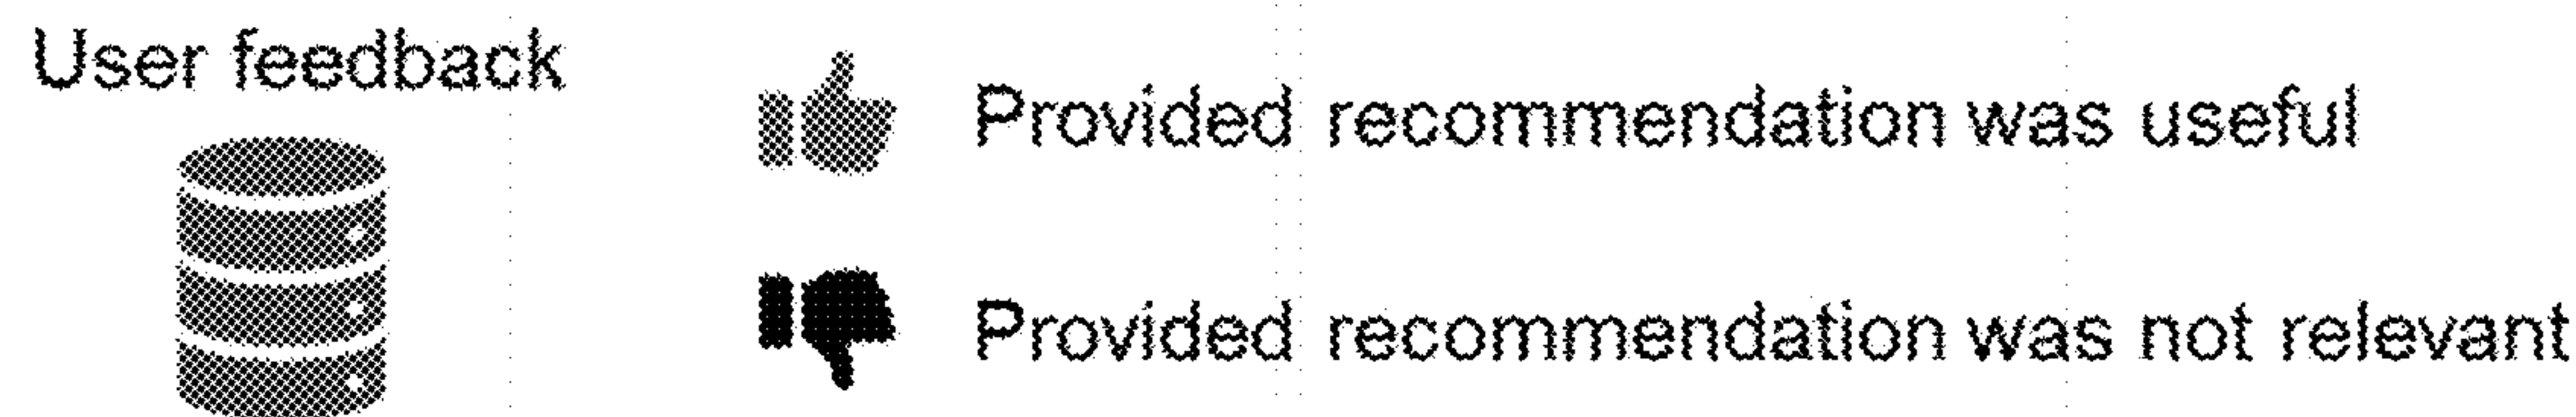 User feedback
Provided recommendation was useful
Provided recommendation was not relevant